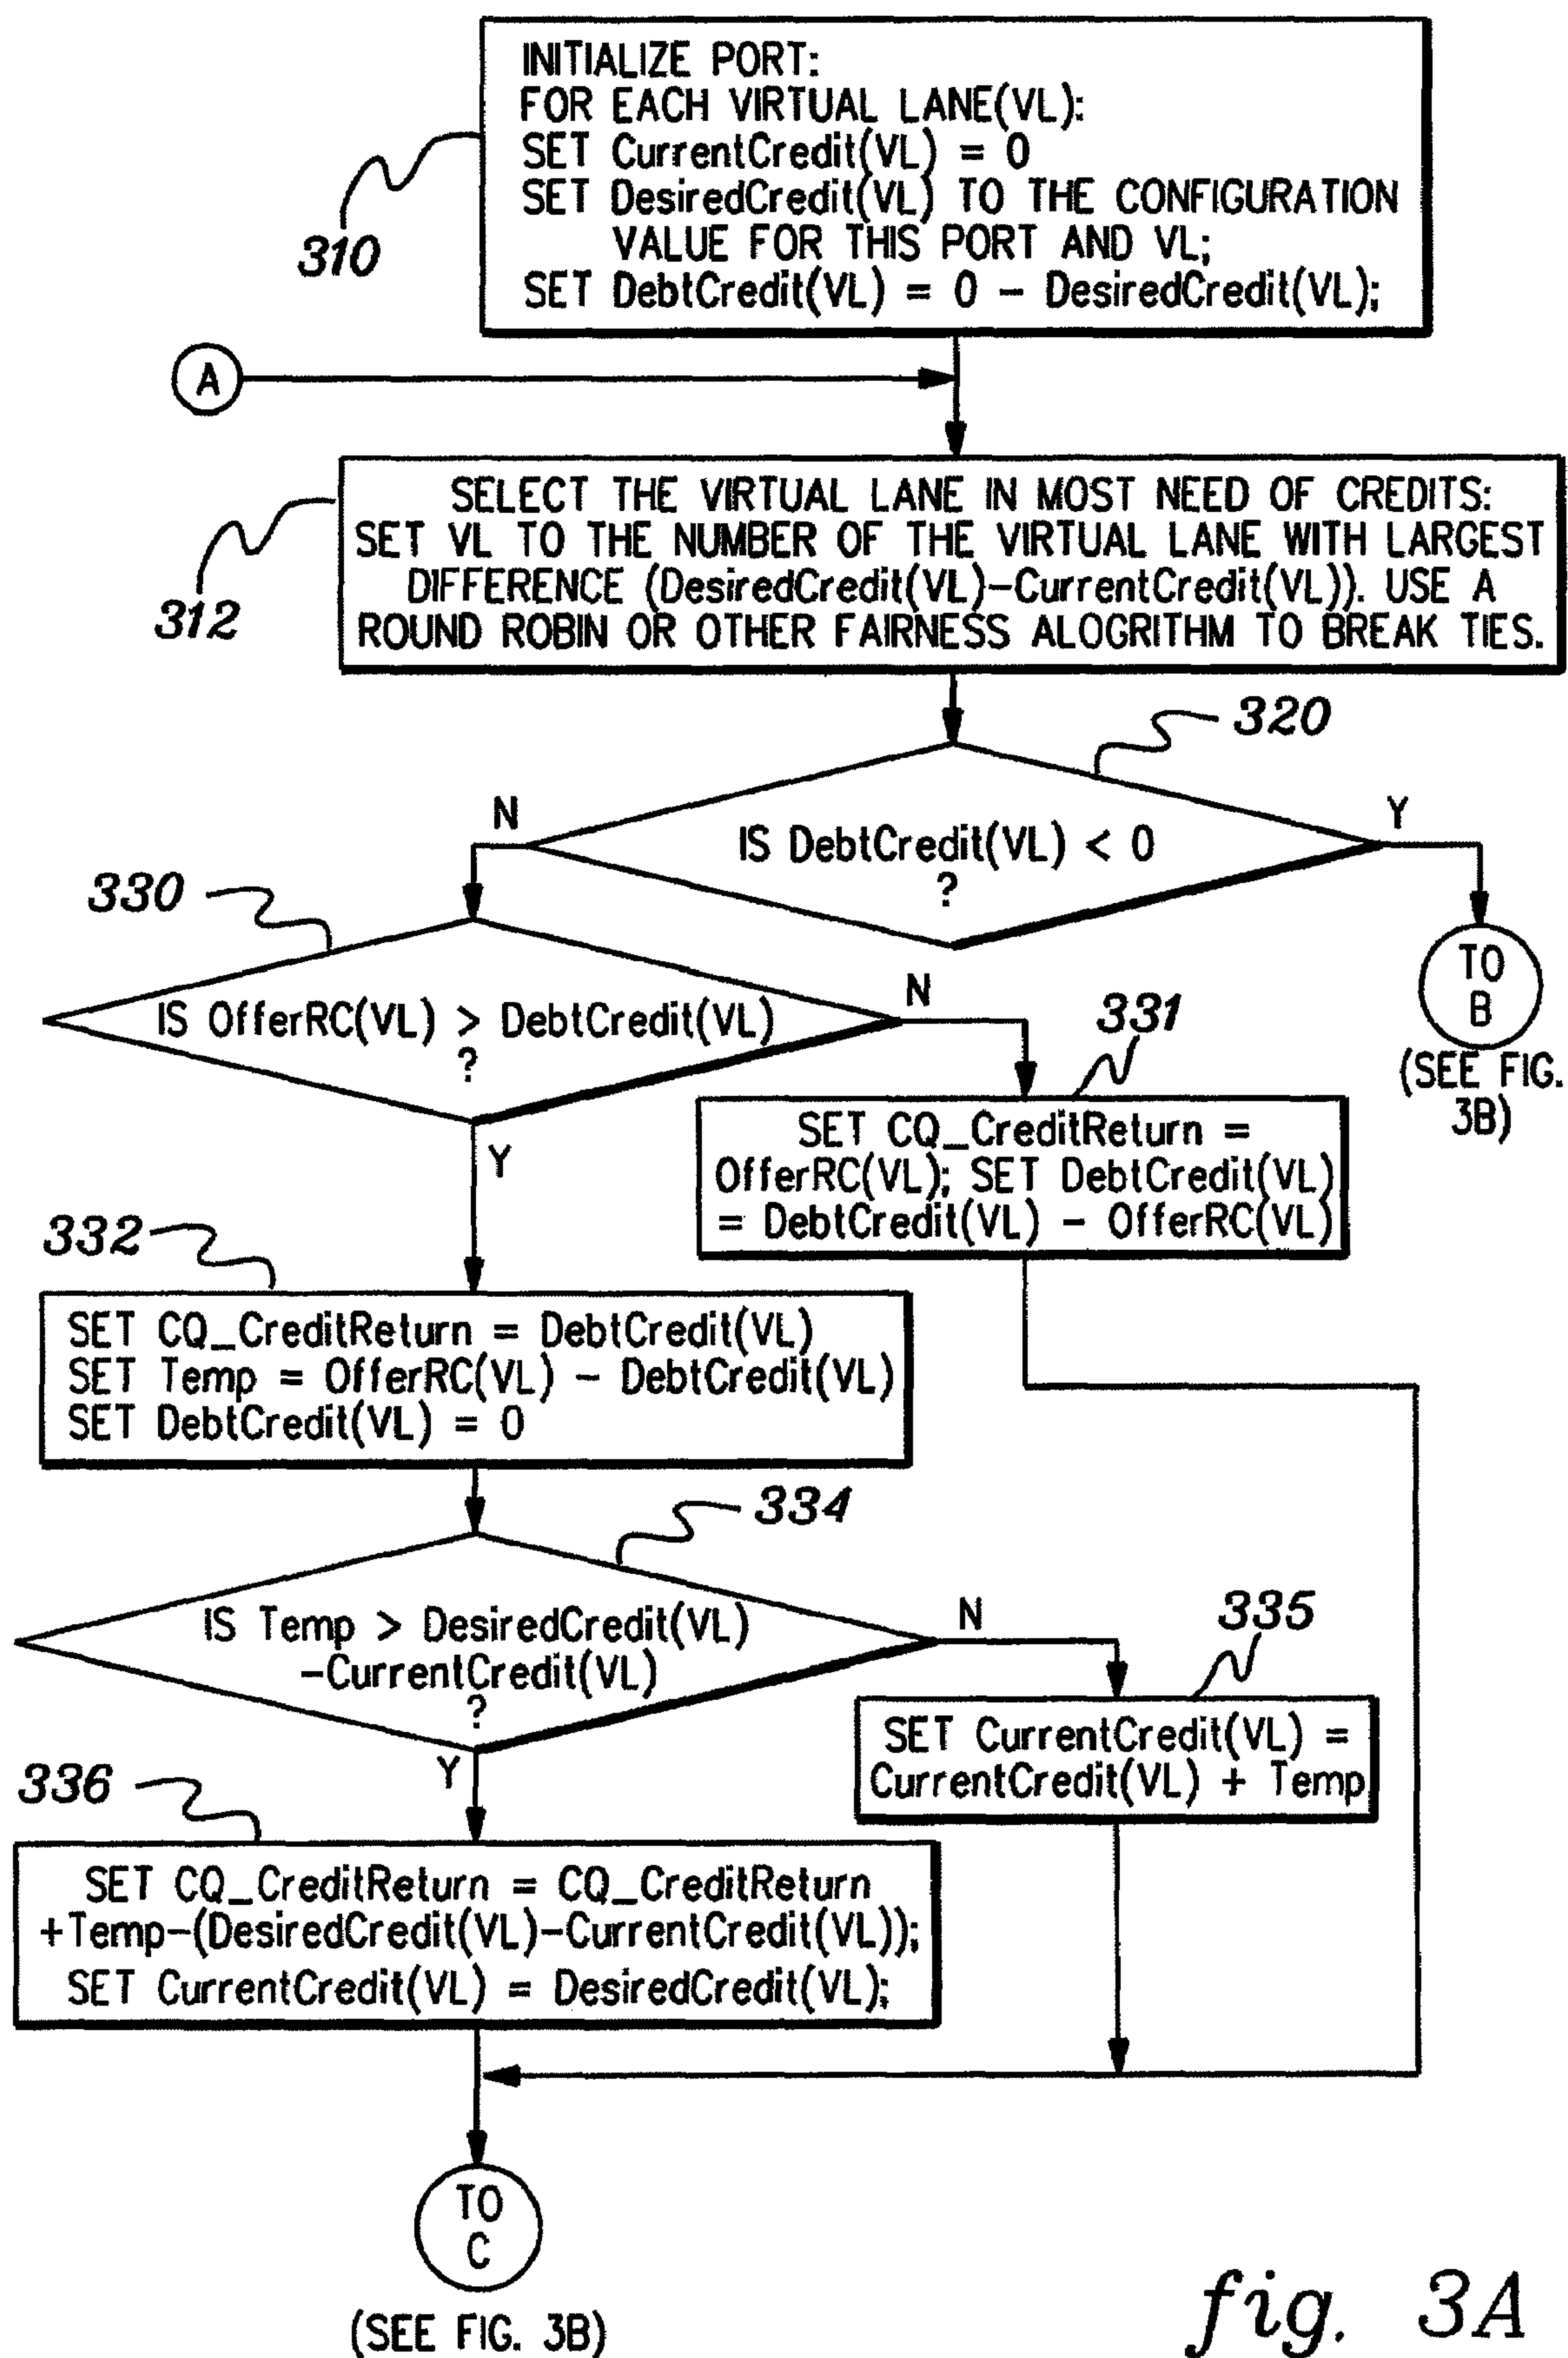 INITIALIZE PORT:
FOR EACH VIRTUAL LANE(VL):
SET CurrentCredit(VL) = 0
SET DesiredCredit(VL) TO THE CONFIGURATION
VALUE FOR THIS PORT AND VL;
SET DebtCredit(VL) = 0 - DesiredCredit(VL);
310
A
SELECT THE VIRTUAL LANE IN MOST NEED OF CREDITS:
SET VL TO THE NUMBER OF THE VIRTUAL LANE WITH LARGEST
DIFFERENCE (DesiredCredit(VL)-CurrentCredit(VL)). USE A
ROUND ROBIN OR OTHER FAIRNESS ALOGRITHM TO BREAK TIES.
312
320
N
Y
IS DebtCredit(VL) < 0
?
330
TO
B
(SEE FIG.
3B)
IS OfferRC(VL) > DebtCredit(VL)
?
N
331
Y
SET CQ_CreditReturn =
OfferRC(VL); SET DebtCredit(VL)
= DebtCredit(VL) - OfferRC(VL)
332
SET CQ_CreditReturn = DebtCredit(VL)
SET Temp = OfferRC(VL) - DebtCredit(VL)
SET DebtCredit(VL) = 0
334
IS Temp > DesiredCredit(VL)
-CurrentCredit(VL)
?
N
335
Y
SET CurrentCredit(VL) =
CurrentCredit(VL) + Temp
336
SET CQ_CreditReturn = CQ_CreditReturn
+Temp-(DesiredCredit(VL)-CurrentCredit(VL));
SET CurrentCredit(VL) = DesiredCredit(VL);
TO
C
(SEE FIG. 3B)
fig. 3A